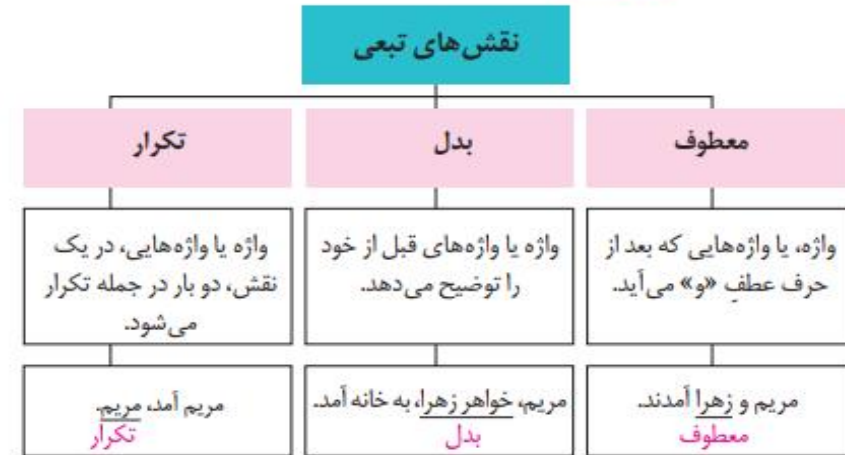 نقش‌های تبعی
معطوف
بدل
تکرار
واژه، یا واژه‌هایی که بعد از
حرف عطفِ «و» می‌آید.
واژه یا واژه‌های قبل از خود
را توضیح می‌دهد.
واژه یا واژه‌هایی، در یک
نقش، دو بار در جمله تکرار
می‌شود.
مریم و زهرا آمدند.
معطوف
مریم، خواهر زهرا، به خانه آمد.
بدل
مریم آمد، مریم.
تکرار